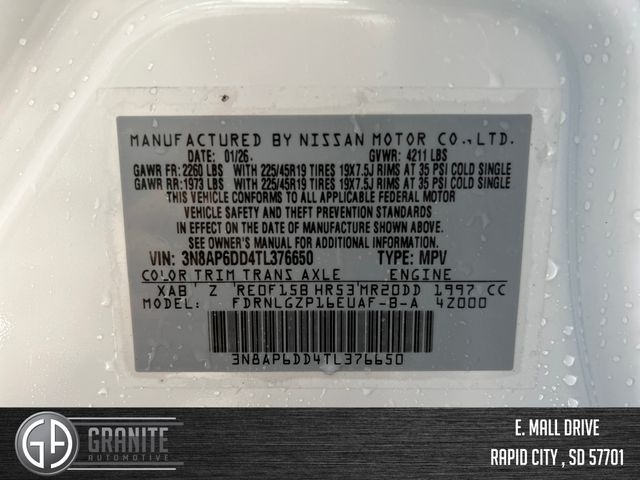 MANUFACTURED BY NISSAN MOTOR CO., LTD.
DATE: 01/26. GVWR: 4211 LBS
GAWR FR: 2260 LBS WITH 225/45R19 TIRES 19X7.5J RIMS AT 35 PSI COLD SINGLE
GAWR RR: 1973 LBS WITH 225/45R19 TIRES 19X7.5J RIMS AT 35 PSI COLD SINGLE
THIS VEHICLE CONFORMS TO ALL APPLICABLE FEDERAL MOTOR
VEHICLE SAFETY AND THEFT PREVENTION STANDARDS
IN EFFECT ON THE DATE OF MANUFACTURE SHOWN ABOVE.
SEE OWNER'S MANUAL FOR ADDITIONAL INFORMATION.
VIN: 3N8AP6DD4TL376650 TYPE: MPV
COLOR TRIM TRANS AXLE ENGINE
XAB' Z 'RE0F15B HR53'MR20DD 1997 CC
MODEL: FDRNLGZP16EUAF-B-A 4Z000
3N8AP6DD4TL376650
GA GRANITE
AUTOMOTIVE
E. MALL DRIVE
RAPID CITY , SD 57701